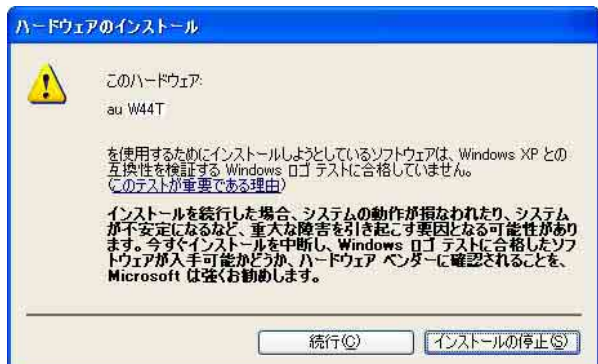 ハードウェアのインストール
このハードウェア:
au W44T
を使用するためにインストールしようとしているソフトウェアは、Windows XP との
互換性を検証する Windows ロゴ テストに合格していません。
(このテストが重要である理由)
インストールを続行した場合、システムの動作が損なわれたり、システム
が不安定になるなど、重大な障害を引き起こす要因となる可能性があり
ます。今すぐインストールを中断し、Windows ロゴ テストに合格したソフ
トウェアが入手可能かどうか、ハードウェア ベンダーに確認されることを、
Microsoft は強くお勧めします。
続行(C) インストールの停止(S)